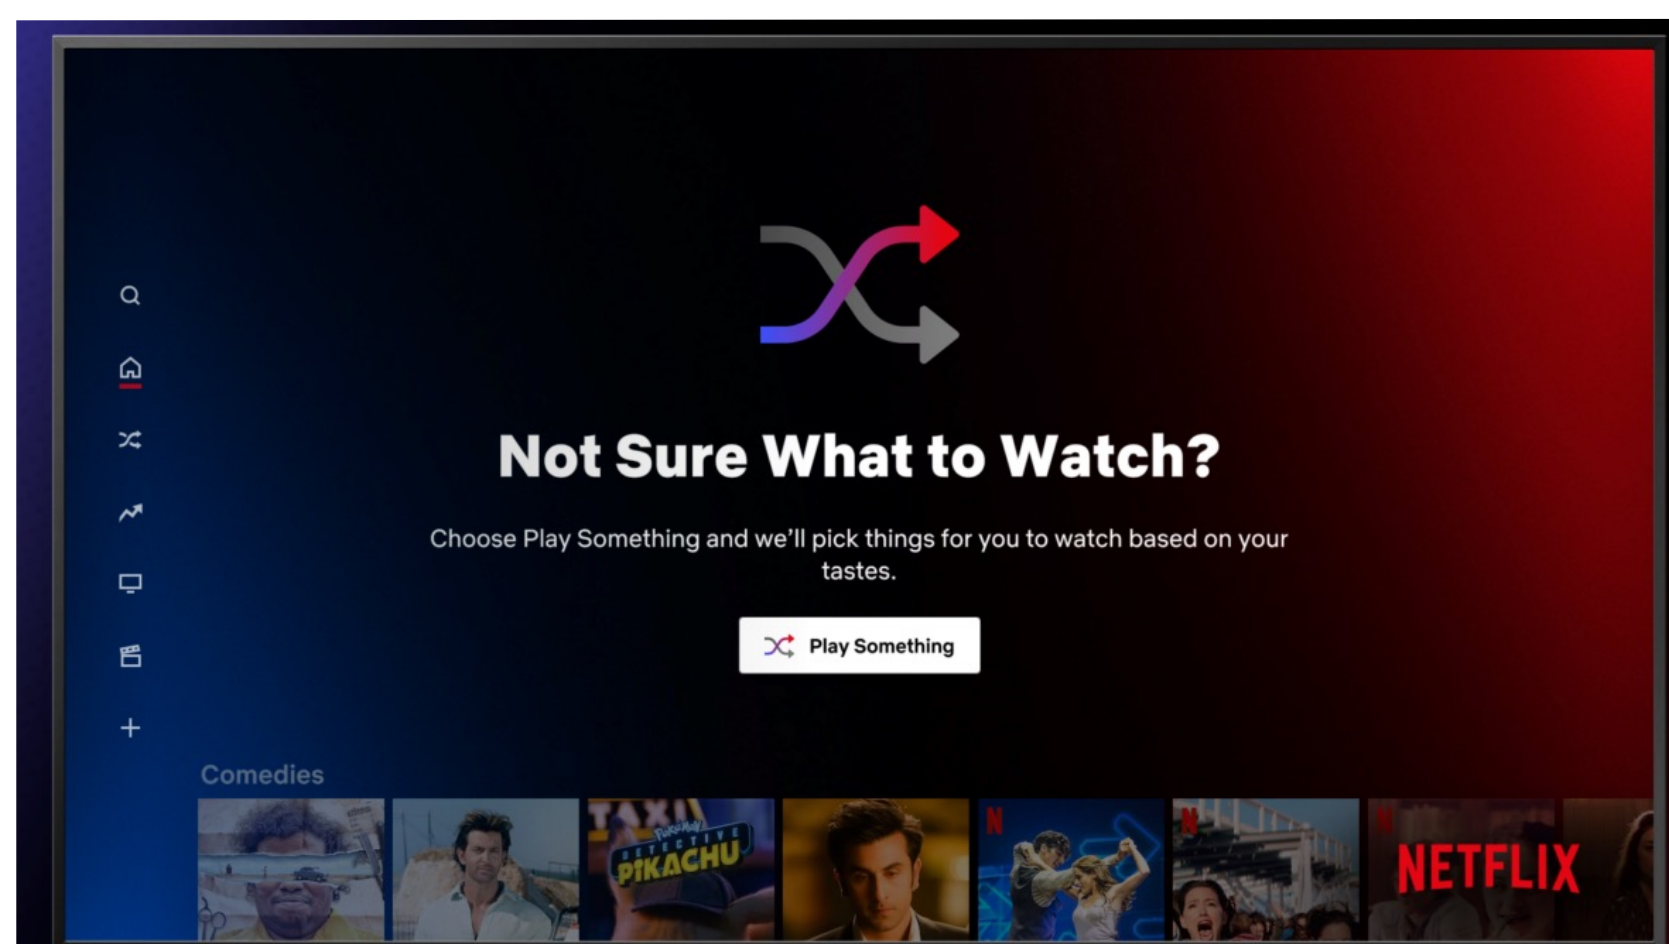 Not Sure What to Watch?
Choose Play Something and we’ll pick things for you to watch based on your
tastes.
Play Something
Comedies
TAXI
POKéMON
DETECTIVE
PIKACHU
N
N
N
NETFLIX